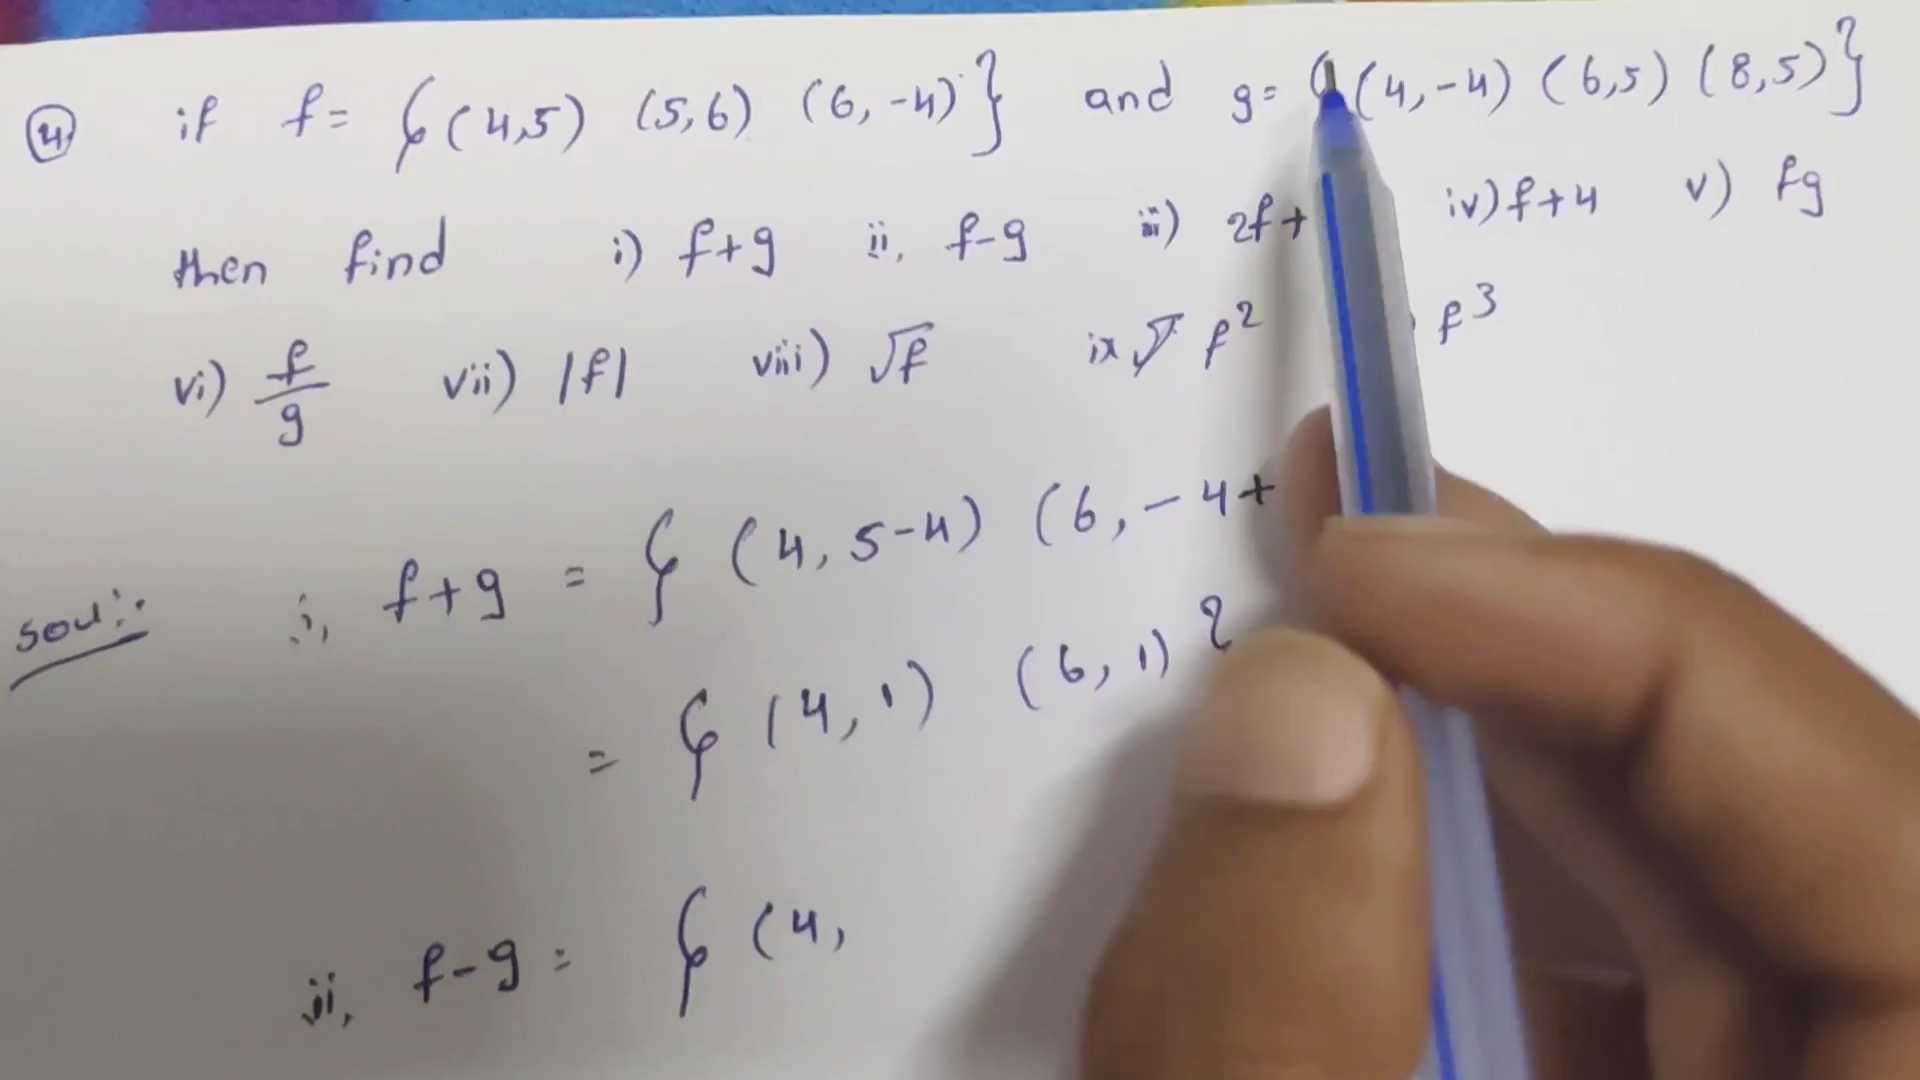 4 if f = { (4,5) (5,6) (6,-4) } and g = { (4,-4) (6,5) (8,5) }
then find i) f+g ii, f-g iii) 2f+ iv) f+4 v) fg
vi) f/g vii) |f| viii) √f ix) f² f³
Solu:- i, f+g = { (4, 5-4) (6, -4+
= { (4, 1) (6, 1) }
ii, f-g = { (4,